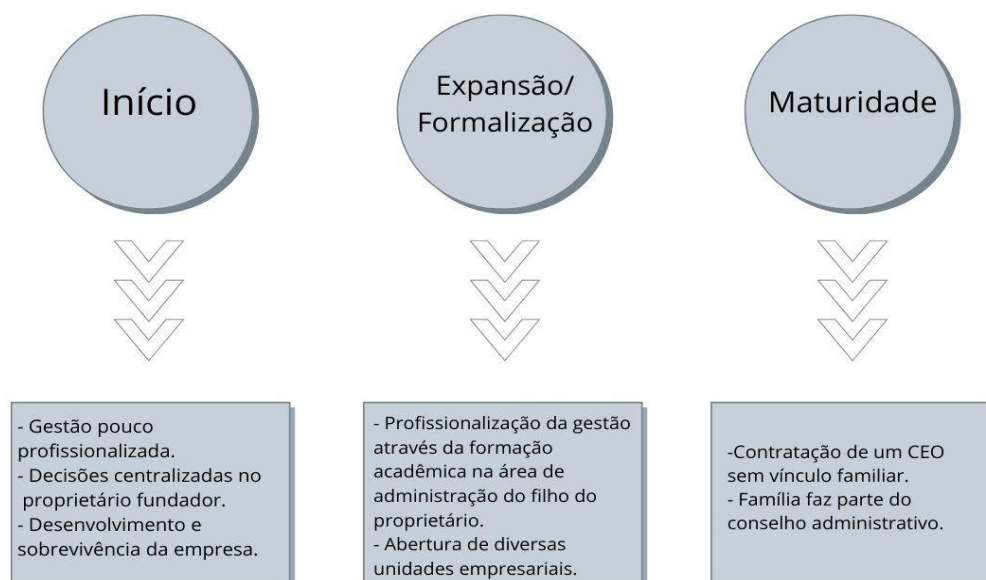 Início
Expansão/
Formalização
Maturidade
- Gestão pouco
profissionalizada.
- Decisões centralizadas no
proprietário fundador.
- Desenvolvimento e
sobrevivência da empresa.
- Profissionalização da gestão
através da formação
acadêmica na área de
administração do filho do
proprietário.
- Abertura de diversas
unidades empresariais.
-Contratação de um CEO
sem vínculo familiar.
- Família faz parte do
conselho administrativo.